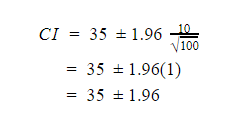 CI = 35 ± 1.96 10/√100
= 35 ± 1.96(1)
= 35 ± 1.96